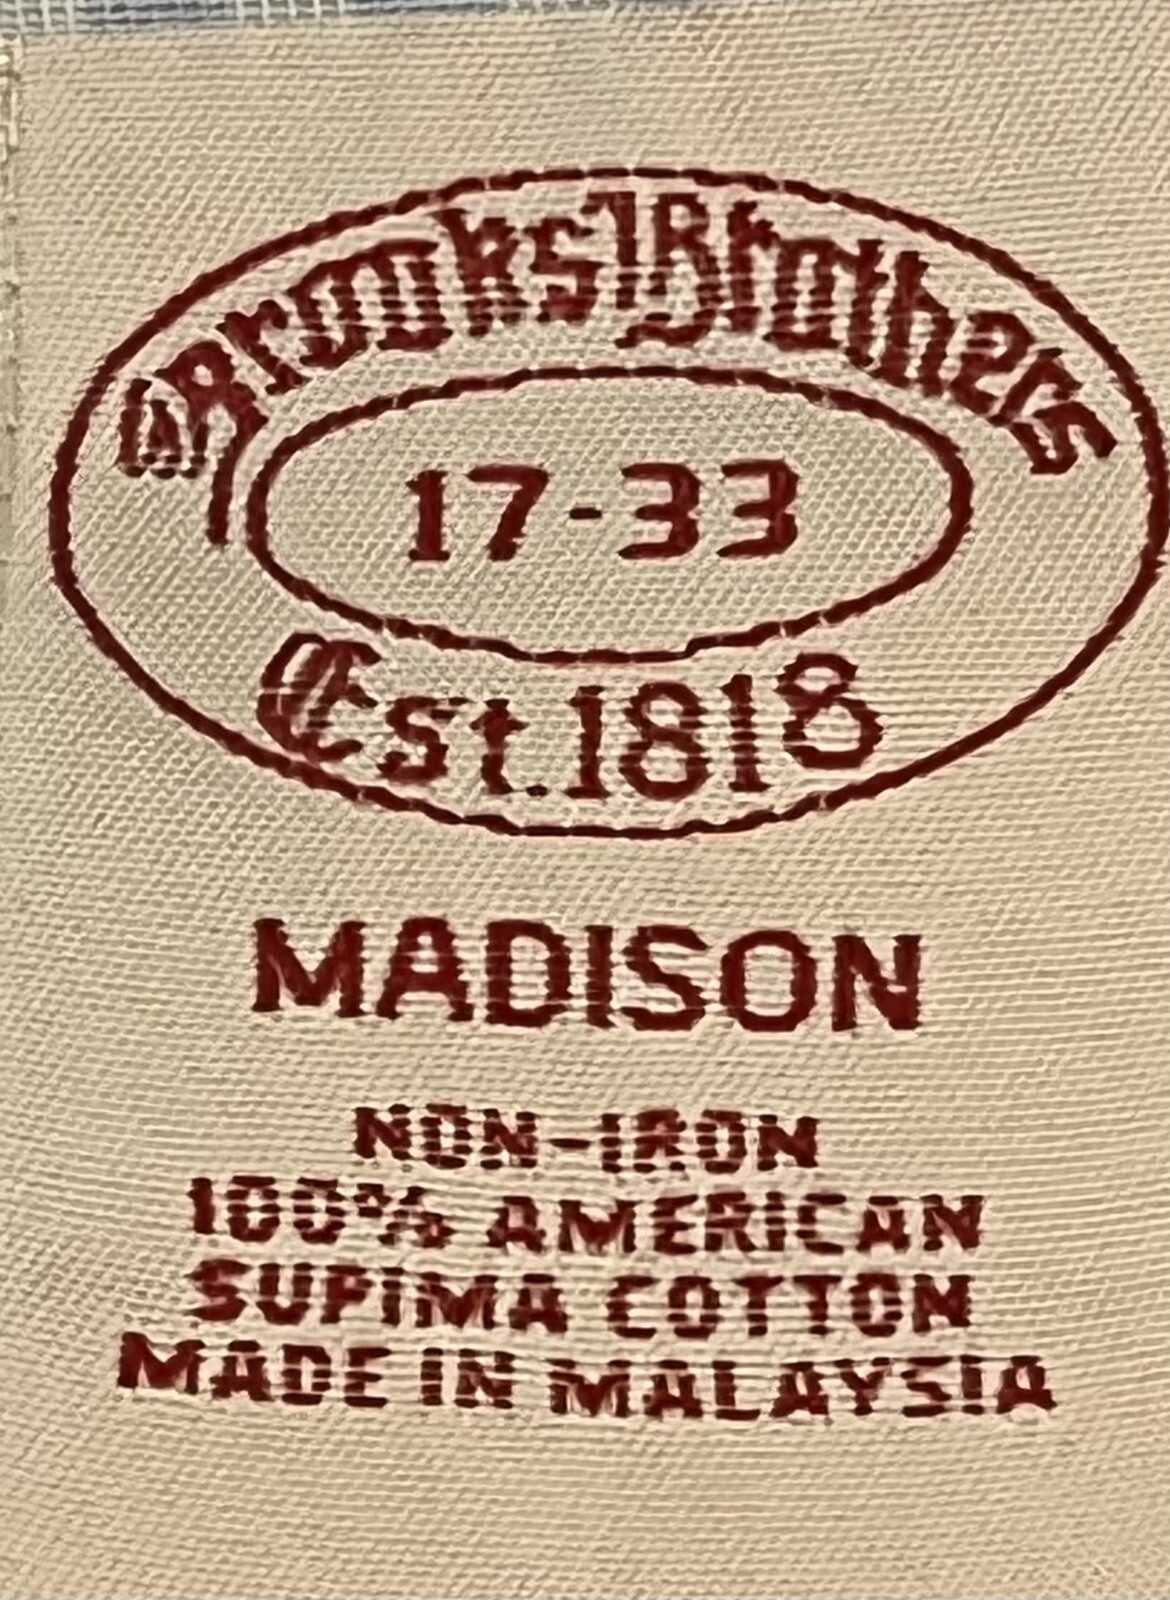 Brooks Brothers
17-33
Est. 1818
MADISON
NON-IRON
100% AMERICAN
SUPIMA COTTON
MADE IN MALAYSIA